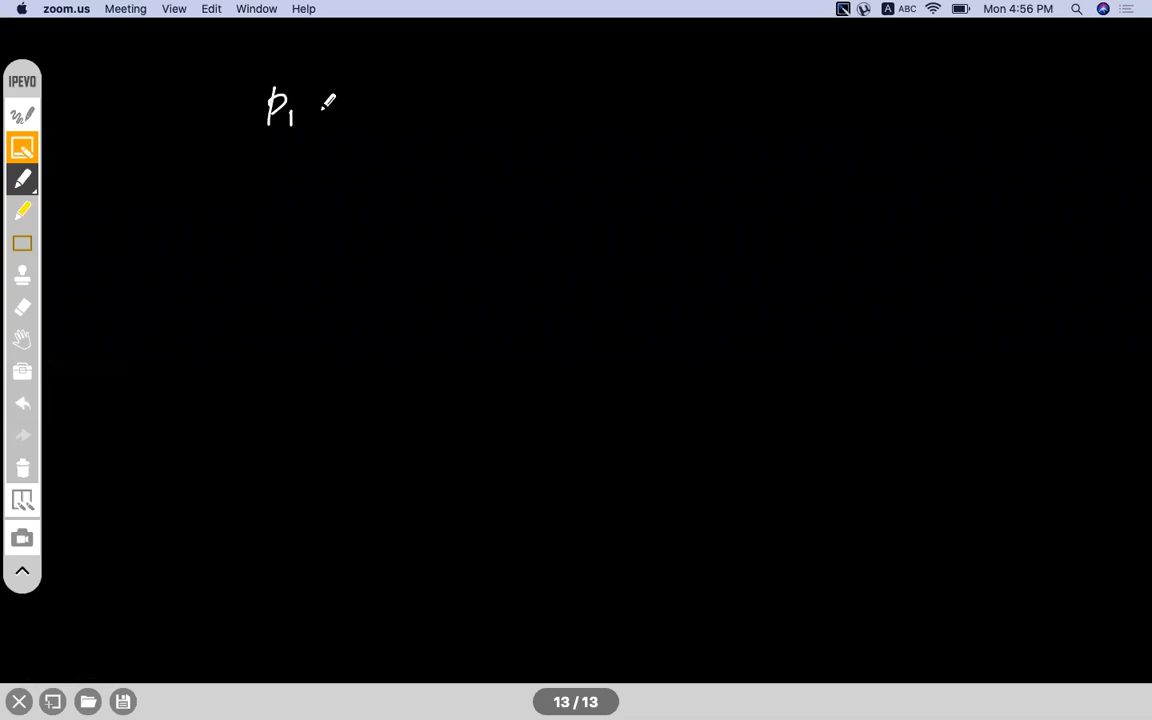 zoom.us Meeting View Edit Window Help A ABC Mon 4:56 PM
IPEVO
p₁
13/13